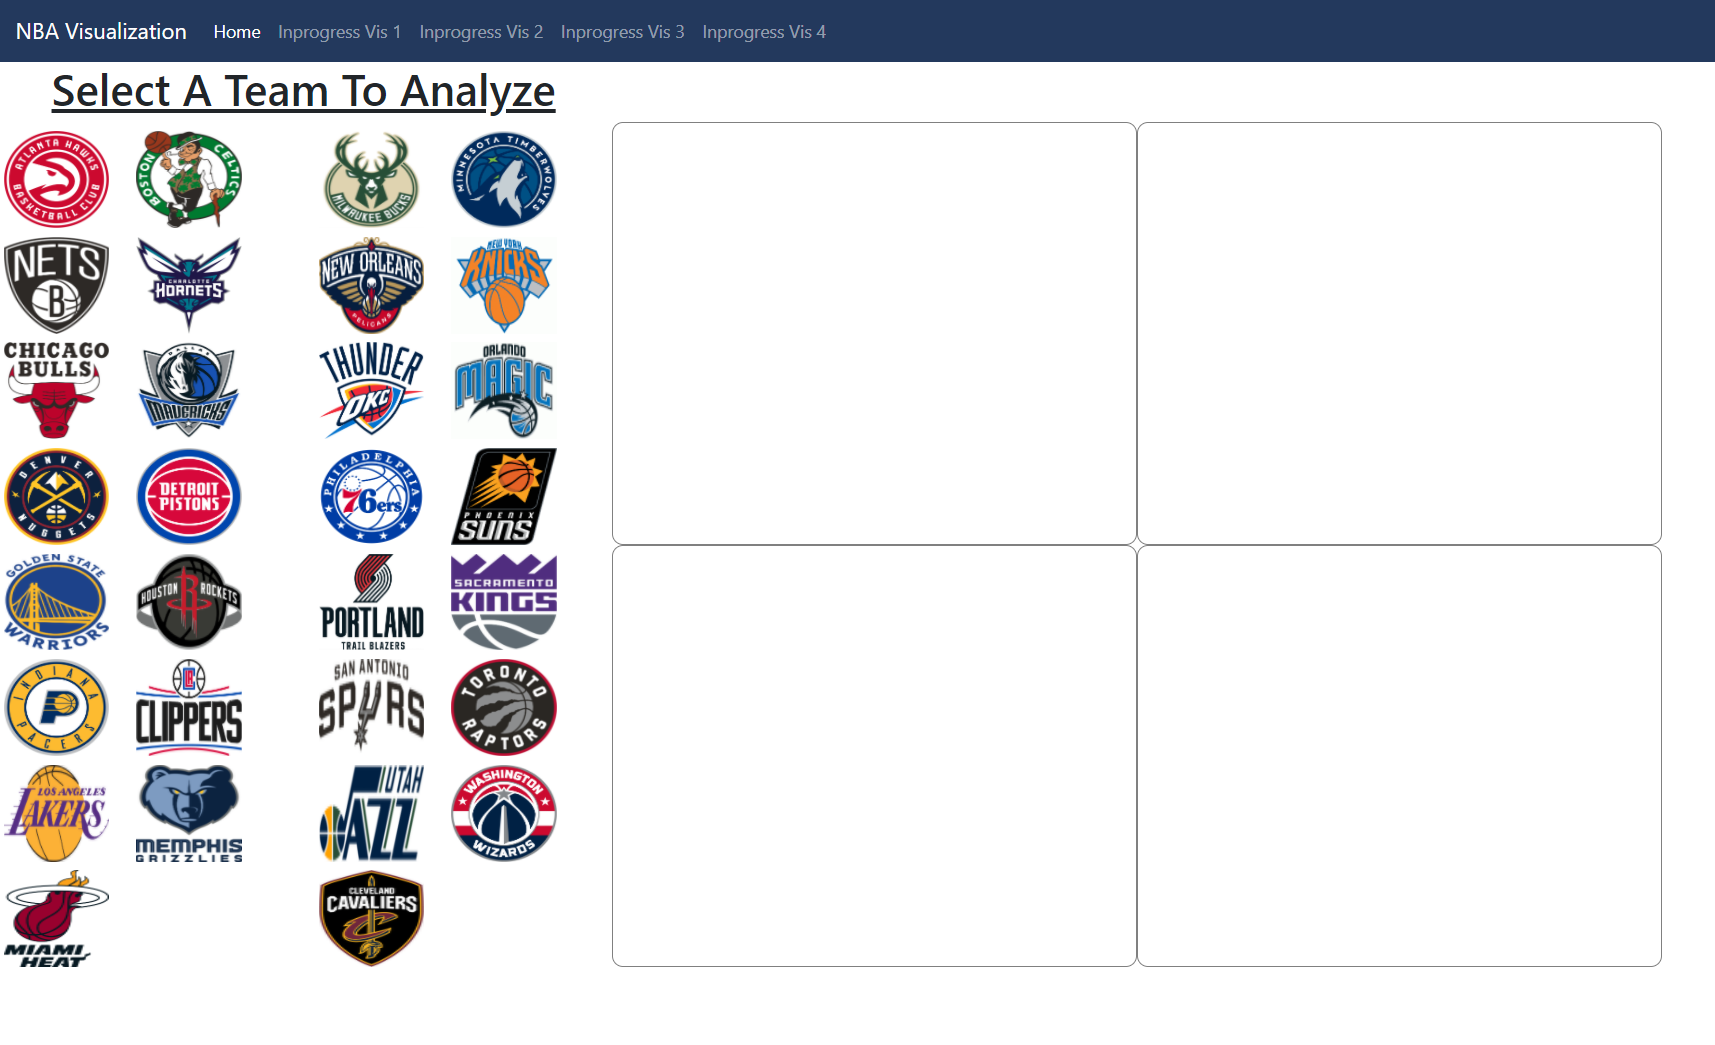 NBA Visualization Home Inprogress Vis 1 Inprogress Vis 2 Inprogress Vis 3 Inprogress Vis 4
Select A Team To Analyze
ATLANTA HAWKS
BASKETBALL CLUB
BOSTON
CELTICS
MILWAUKEE BUCKS
MINNESOTA TIMBERWOLVES
NETS
B
CHARLOTTE
HORNETS
NEW ORLEANS
PELICANS
NEW YORK
KNICKS
CHICAGO
BULLS
DALLAS
MAVERICKS
THUNDER
OKC
ORLANDO
MAGIC
DENVER
NUGGETS
DETROIT
PISTONS
PHILADELPHIA
76ers
PHOENIX
SUNS
GOLDEN STATE
WARRIORS
HOUSTON ROCKETS
R
PORTLAND
TRAIL BLAZERS
SACRAMENTO
KINGS
INDIANA
P
PACERS
LAC
CLIPPERS
SAN ANTONIO
SPURS
TORONTO
RAPTORS
LOS ANGELES
LAKERS
MEMPHIS
GRIZZLIES
UTAH
JAZZ
WASHINGTON
WIZARDS
MIAMI
HEAT
CLEVELAND
CAVALIERS
C